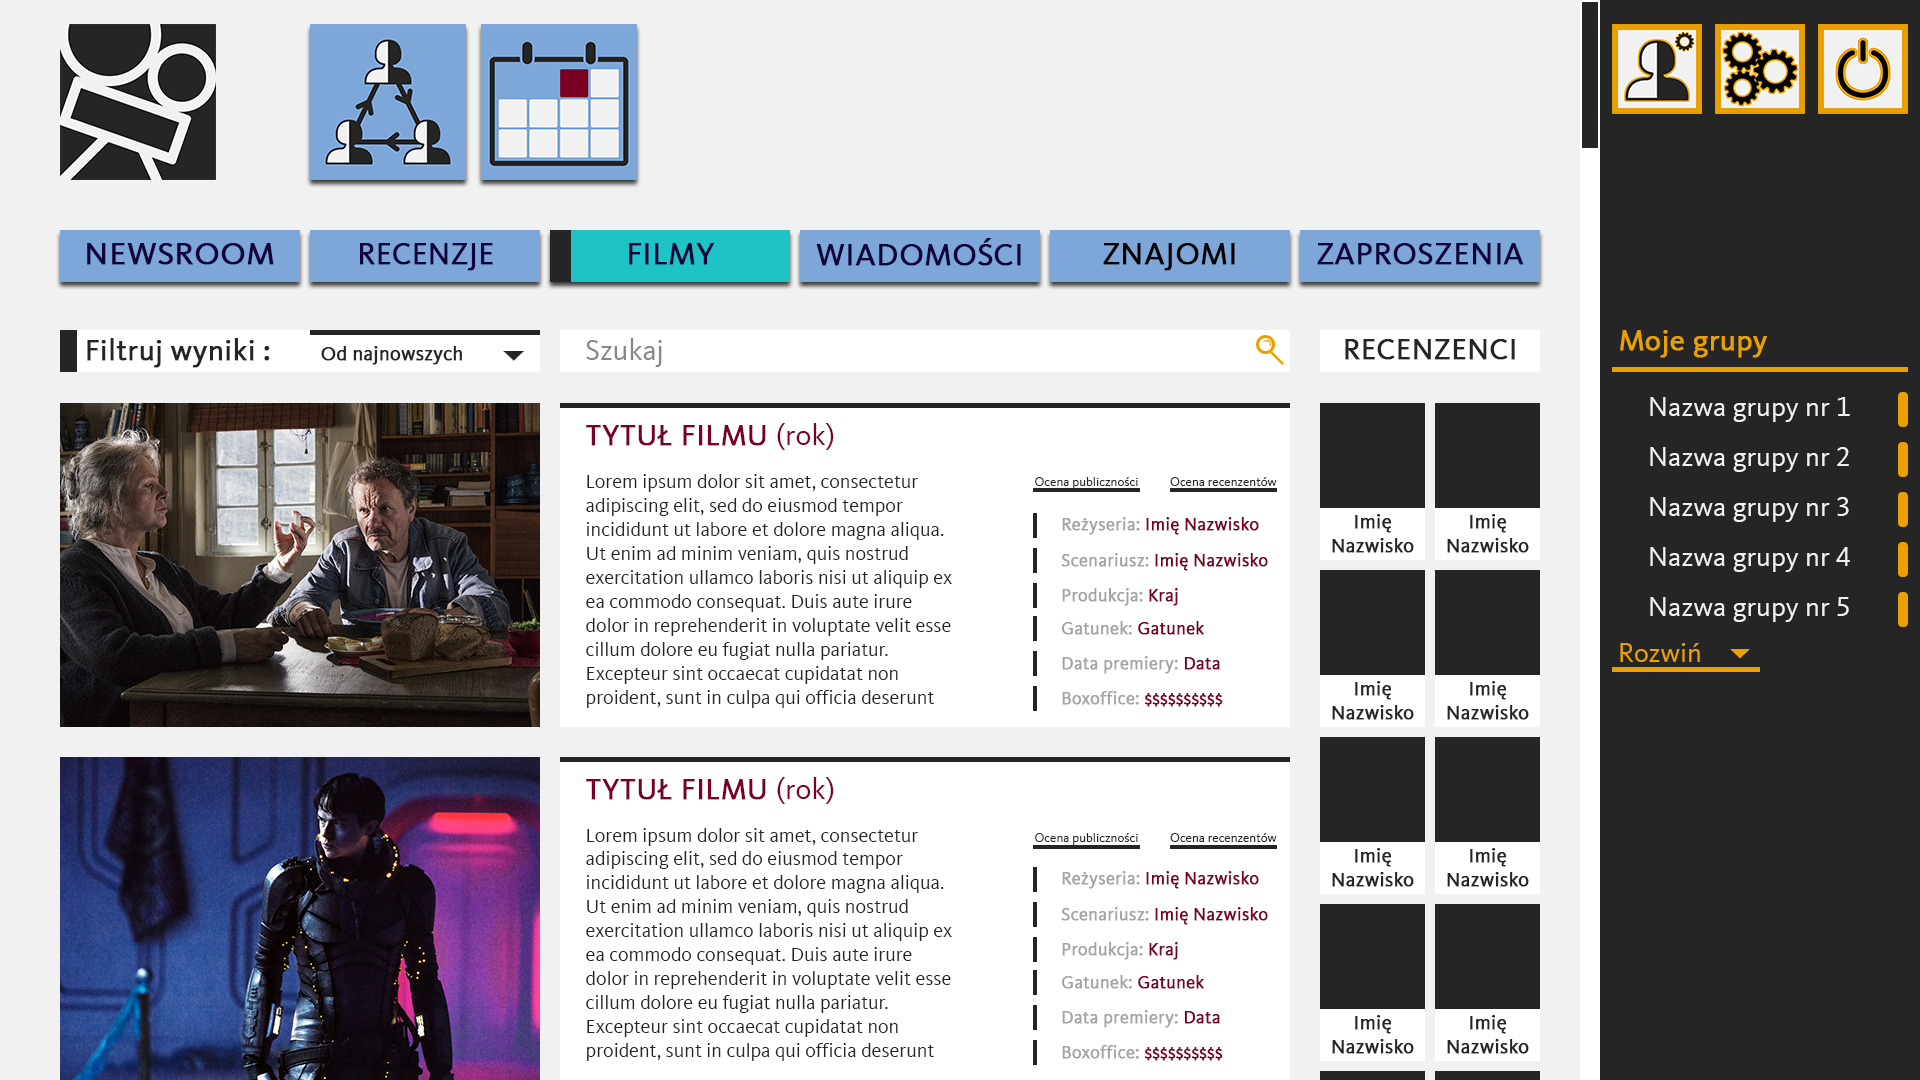 NEWSROOM
RECENZJE
FILMY
WIADOMOŚCI
ZNAJOMI
ZAPROSZENIA
Filtruj wyniki :
Od najnowszych
Szukaj
RECENZENCI
TYTUŁ FILMU (rok)
Lorem ipsum dolor sit amet, consectetur
adipiscing elit, sed do eiusmod tempor
incididunt ut labore et dolore magna aliqua.
Ut enim ad minim veniam, quis nostrud
exercitation ullamco laboris nisi ut aliquip ex
ea commodo consequat. Duis aute irure
dolor in reprehenderit in voluptate velit esse
cillum dolore eu fugiat nulla pariatur.
Excepteur sint occaecat cupidatat non
proident, sunt in culpa qui officia deserunt
Ocena publiczności
Ocena recenzentów
Reżyseria: Imię Nazwisko
Scenariusz: Imię Nazwisko
Produkcja: Kraj
Gatunek: Gatunek
Data premiery: Data
Boxoffice: $$$$$$$$$$
TYTUŁ FILMU (rok)
Lorem ipsum dolor sit amet, consectetur
adipiscing elit, sed do eiusmod tempor
incididunt ut labore et dolore magna aliqua.
Ut enim ad minim veniam, quis nostrud
exercitation ullamco laboris nisi ut aliquip ex
ea commodo consequat. Duis aute irure
dolor in reprehenderit in voluptate velit esse
cillum dolore eu fugiat nulla pariatur.
Excepteur sint occaecat cupidatat non
proident, sunt in culpa qui officia deserunt
Ocena publiczności
Ocena recenzentów
Reżyseria: Imię Nazwisko
Scenariusz: Imię Nazwisko
Produkcja: Kraj
Gatunek: Gatunek
Data premiery: Data
Boxoffice: $$$$$$$$$$
Imię
Nazwisko
Imię
Nazwisko
Imię
Nazwisko
Imię
Nazwisko
Imię
Nazwisko
Imię
Nazwisko
Imię
Nazwisko
Imię
Nazwisko
Moje grupy
Nazwa grupy nr 1
Nazwa grupy nr 2
Nazwa grupy nr 3
Nazwa grupy nr 4
Nazwa grupy nr 5
Rozwiń